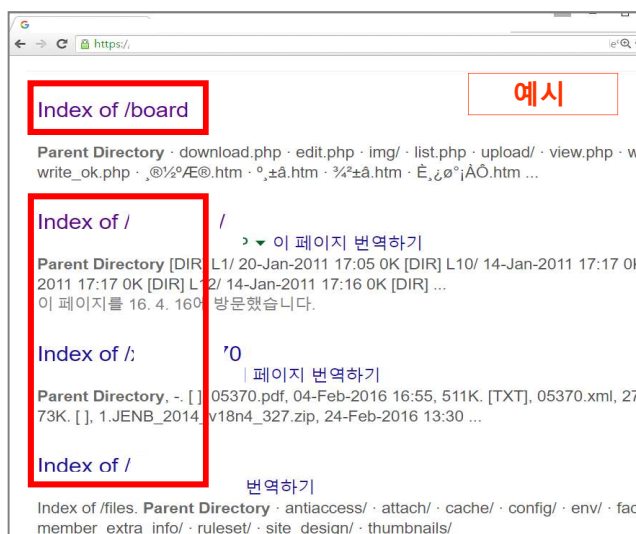 https:/
예시
Index of /board
Parent Directory · download.php · edit.php · img/ · list.php · upload/ · view.php ·
write_ok.php · ¸®½ºÆ®.htm · º¸±â.htm · ¾²±â.htm · È¸¿ø°¡ÀÔ.htm ...
Index of / /
이 페이지 번역하기
Parent Directory [DIR] L1/ 20-Jan-2011 17:05 0K [DIR] L10/ 14-Jan-2011 17:17
2011 17:17 0K [DIR] L12/ 14-Jan-2011 17:16 0K [DIR] ...
이 페이지를 16. 4. 16에 방문했습니다.
Index of / 70
페이지 번역하기
Parent Directory, -. [ ], 05370.pdf, 04-Feb-2016 16:55, 511K. [TXT], 05370.xml,
73K. [ ], 1.JENB_2014_v18n4_327.zip, 24-Feb-2016 13:30 ...
Index of /
번역하기
Index of /files. Parent Directory · antiaccess/ · attach/ · cache/ · config/ · env/ ·
member_extra_info/ · ruleset/ · site_design/ · thumbnails/